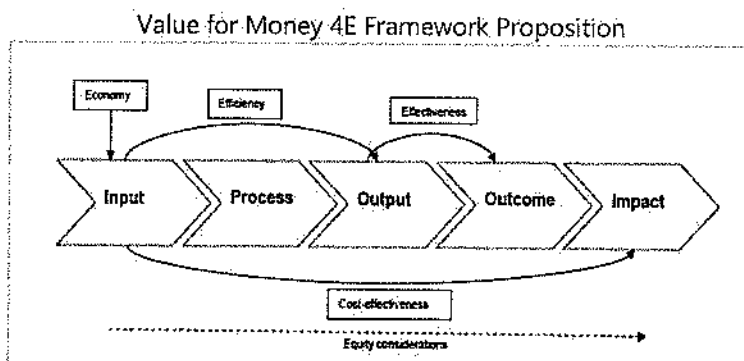 Value for Money 4E Framework Proposition
Economy
Efficiency
Effectiveness
Input
Process
Output
Outcome
Impact
Cost-effectiveness
Equity considerations